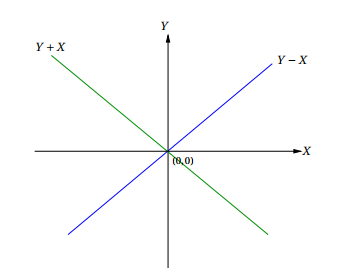 Y
Y + X
Y − X
X
(0,0)